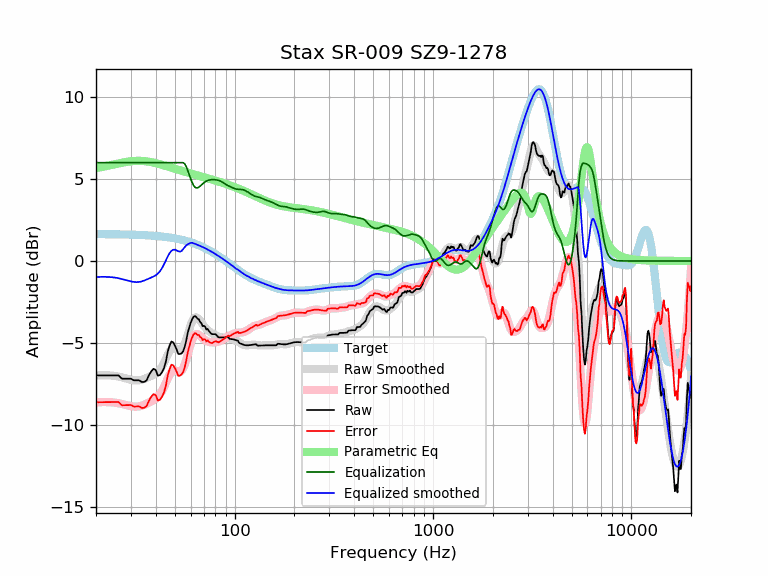 Stax SR-009 SZ9-1278
Amplitude (dBr)
10
5
0
−5
−10
−15
Target
Raw Smoothed
Error Smoothed
Raw
Error
Parametric Eq
Equalization
Equalized smoothed
100
1000
10000
Frequency (Hz)